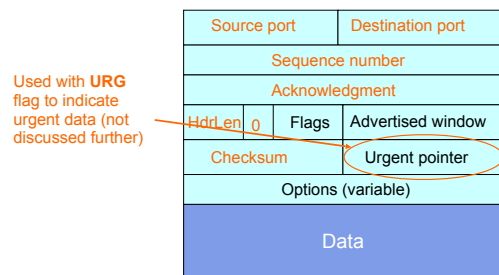 Source port Destination port
Sequence number
Acknowledgment
HdrLen 0 Flags Advertised window
Checksum Urgent pointer
Options (variable)
Data
Used with URG
flag to indicate
urgent data (not
discussed further)